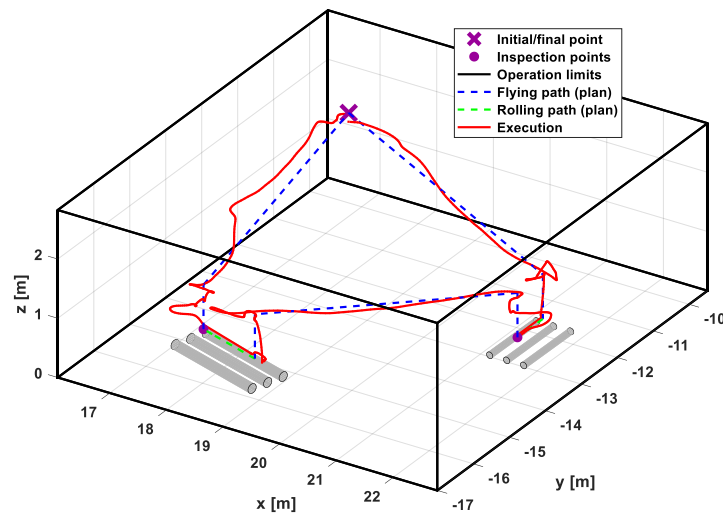 Initial/final point
Inspection points
Operation limits
Flying path (plan)
Rolling path (plan)
Execution
2
1
0
z [m]
17
18
19
20
21
22
x [m]
-17
-16
-15
-14
-13
-12
-11
-10
y [m]